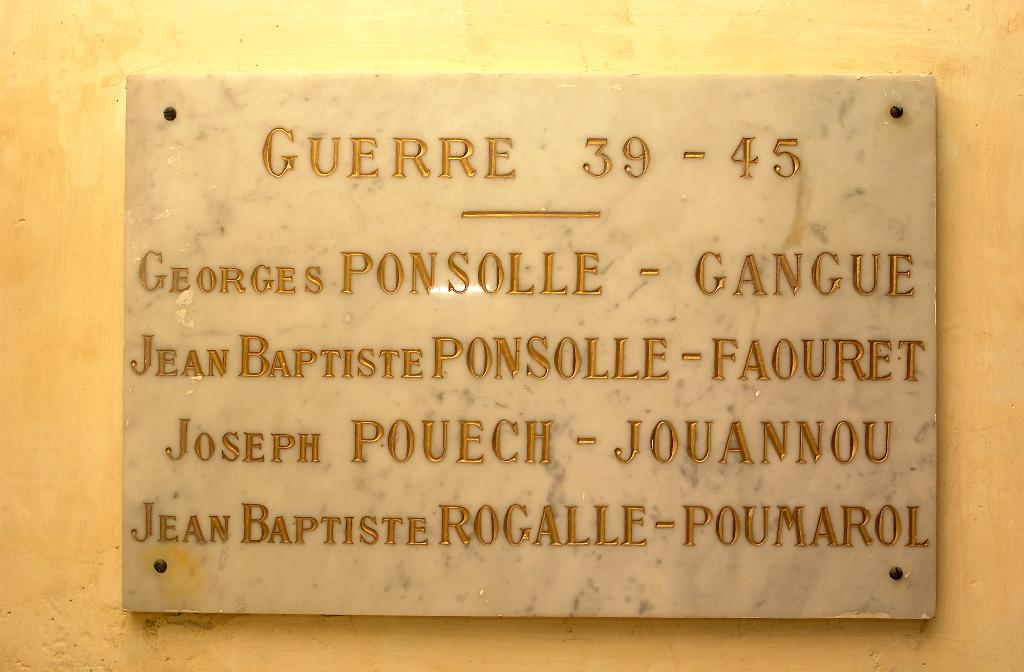 GUERRE 39 - 45
GEORGES PONSOLLE - GANGUE
JEAN BAPTISTE PONSOLLE - FAOURET
JOSEPH POUECH - JOUANNOU
JEAN BAPTISTE ROGALLE - POUMAROL